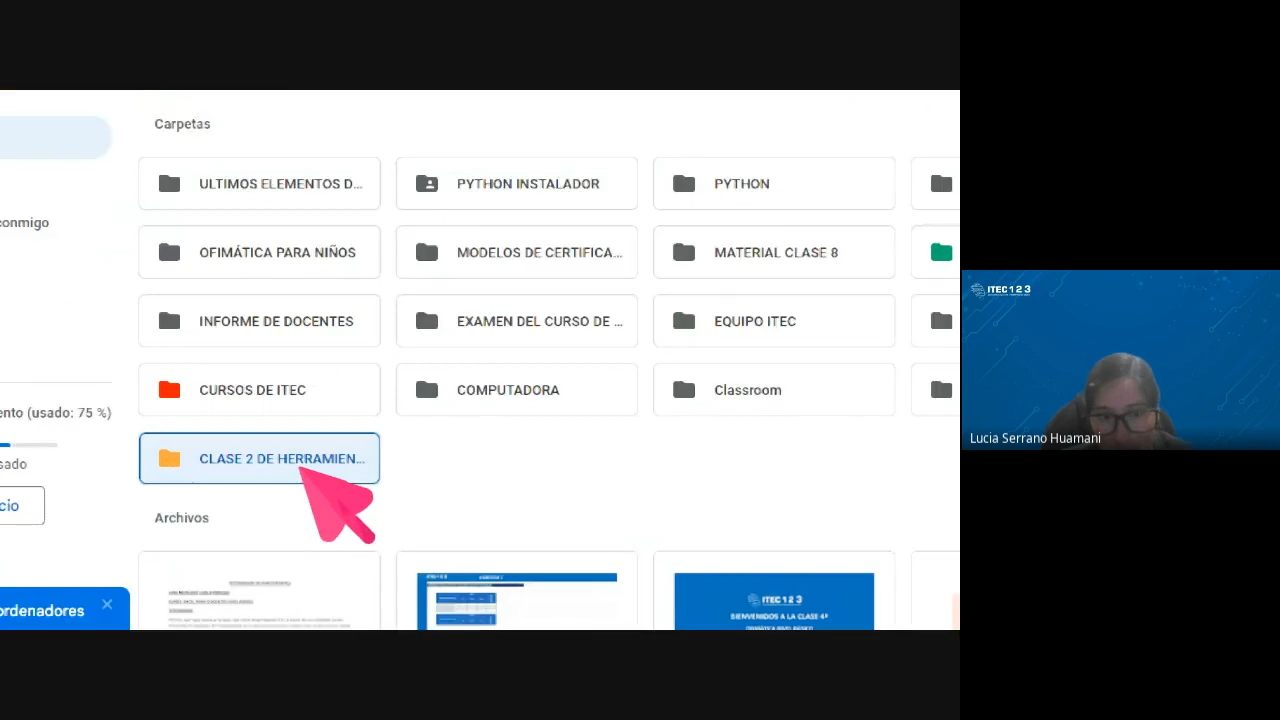 Carpetas
ULTIMOS ELEMENTOS D...
PYTHON INSTALADOR
PYTHON
conmigo
OFIMÁTICA PARA NIÑOS
MODELOS DE CERTIFICA...
MATERIAL CLASE 8
INFORME DE DOCENTES
EXAMEN DEL CURSO DE ...
EQUIPO ITEC
CURSOS DE ITEC
COMPUTADORA
Classroom
ento (usado: 75 %)
CLASE 2 DE HERRAMIEN...
sado
cio
Archivos
ordenadores
ITEC 1 2 3
BIENVENIDOS A LA CLASE 4º
ITEC 1 2 3
Lucia Serrano Huamani